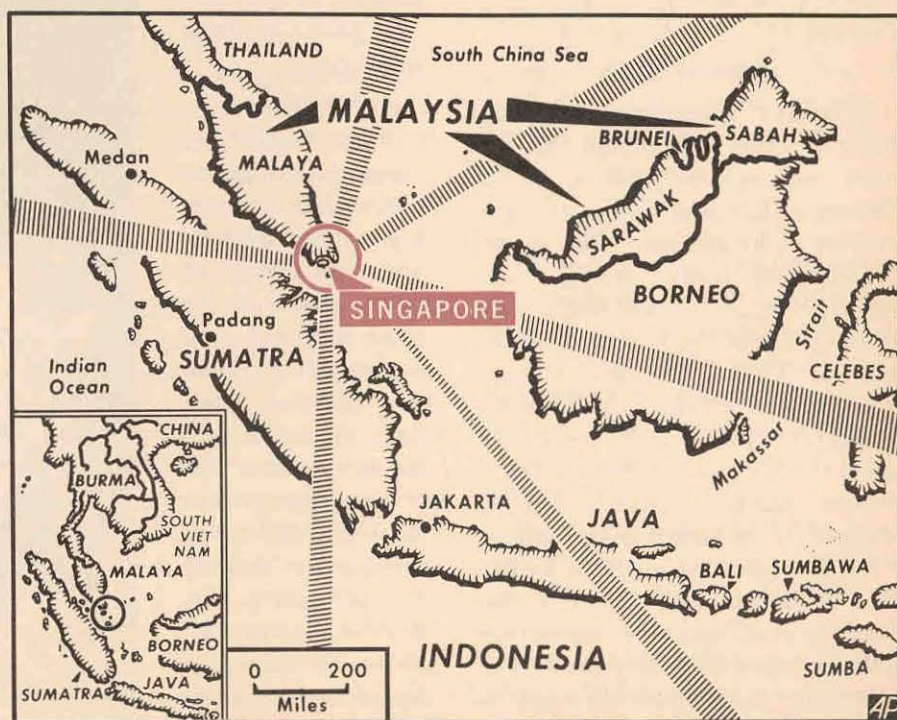 THAILAND
South China Sea
MALAYSIA
BRUNEI
SABAH
Medan
MALAYA
SARAWAK
BORNEO
SINGAPORE
Padang
SUMATRA
Strait
Indian
Ocean
CELEBES
Makassar
JAKARTA
JAVA
BALI
SUMBAWA
INDONESIA
SUMBA
CHINA
BURMA
SOUTH
VIET
NAM
MALAYA
BORNEO
SUMATRA
JAVA
0 200
Miles
AP